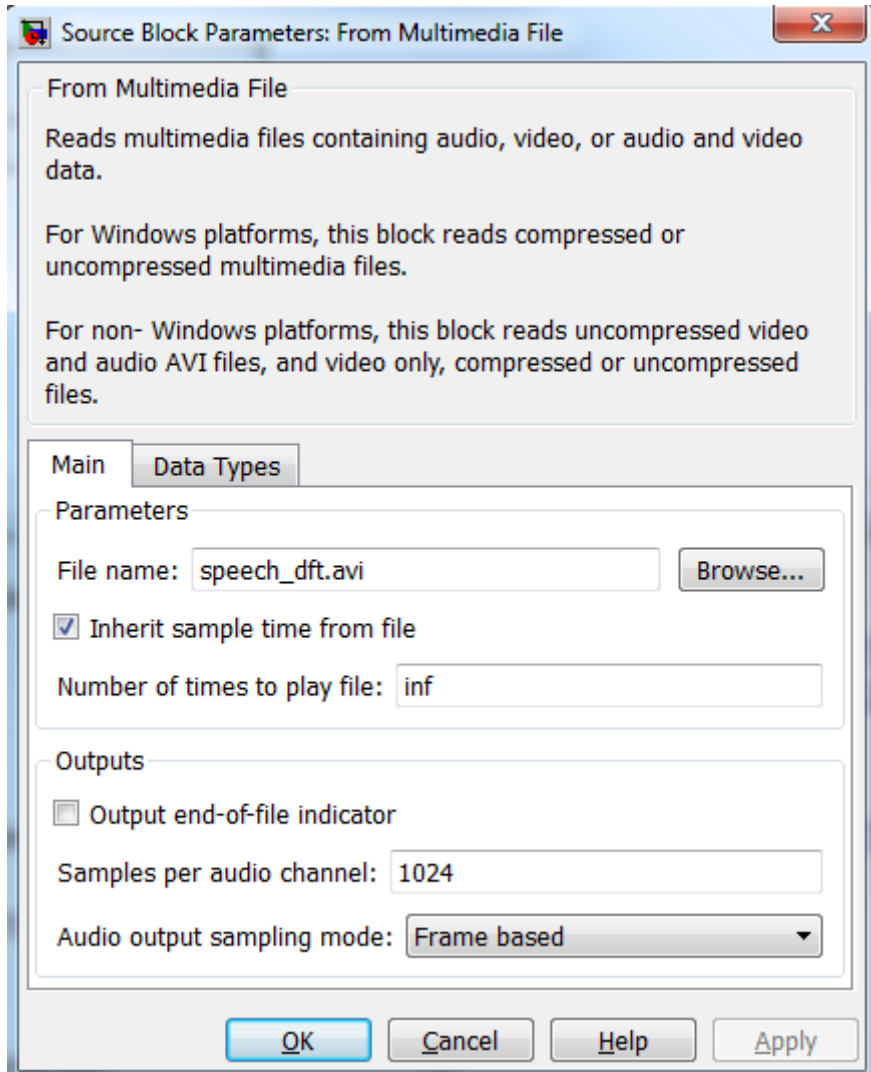 Source Block Parameters: From Multimedia File
From Multimedia File
Reads multimedia files containing audio, video, or audio and video
data.
For Windows platforms, this block reads compressed or
uncompressed multimedia files.
For non- Windows platforms, this block reads uncompressed video
and audio AVI files, and video only, compressed or uncompressed
files.
Main Data Types
Parameters
File name: speech_dft.avi Browse...
Inherit sample time from file
Number of times to play file: inf
Outputs
Output end-of-file indicator
Samples per audio channel: 1024
Audio output sampling mode: Frame based
OK Cancel Help Apply